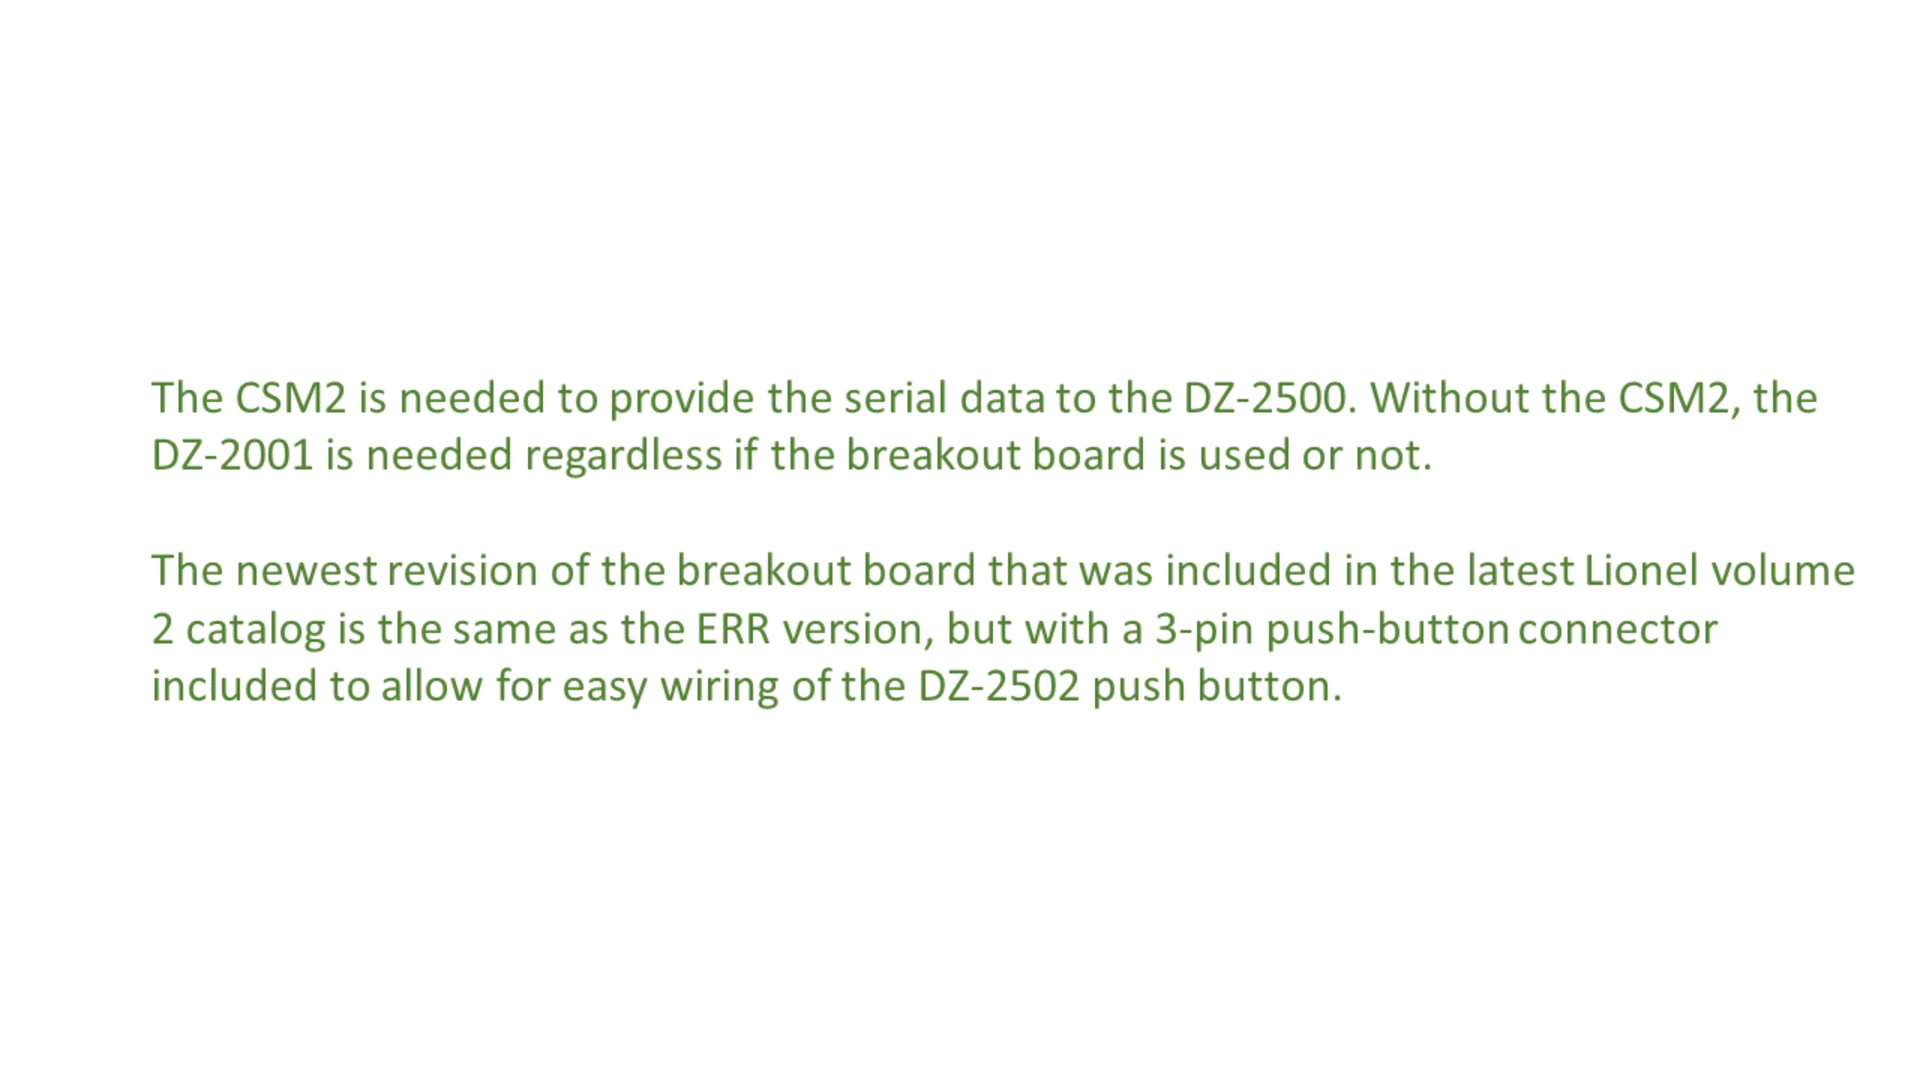 The CSM2 is needed to provide the serial data to the DZ-2500. Without the CSM2, the
DZ-2001 is needed regardless if the breakout board is used or not.
The newest revision of the breakout board that was included in the latest Lionel volume
2 catalog is the same as the ERR version, but with a 3-pin push-button connector
included to allow for easy wiring of the DZ-2502 push button.